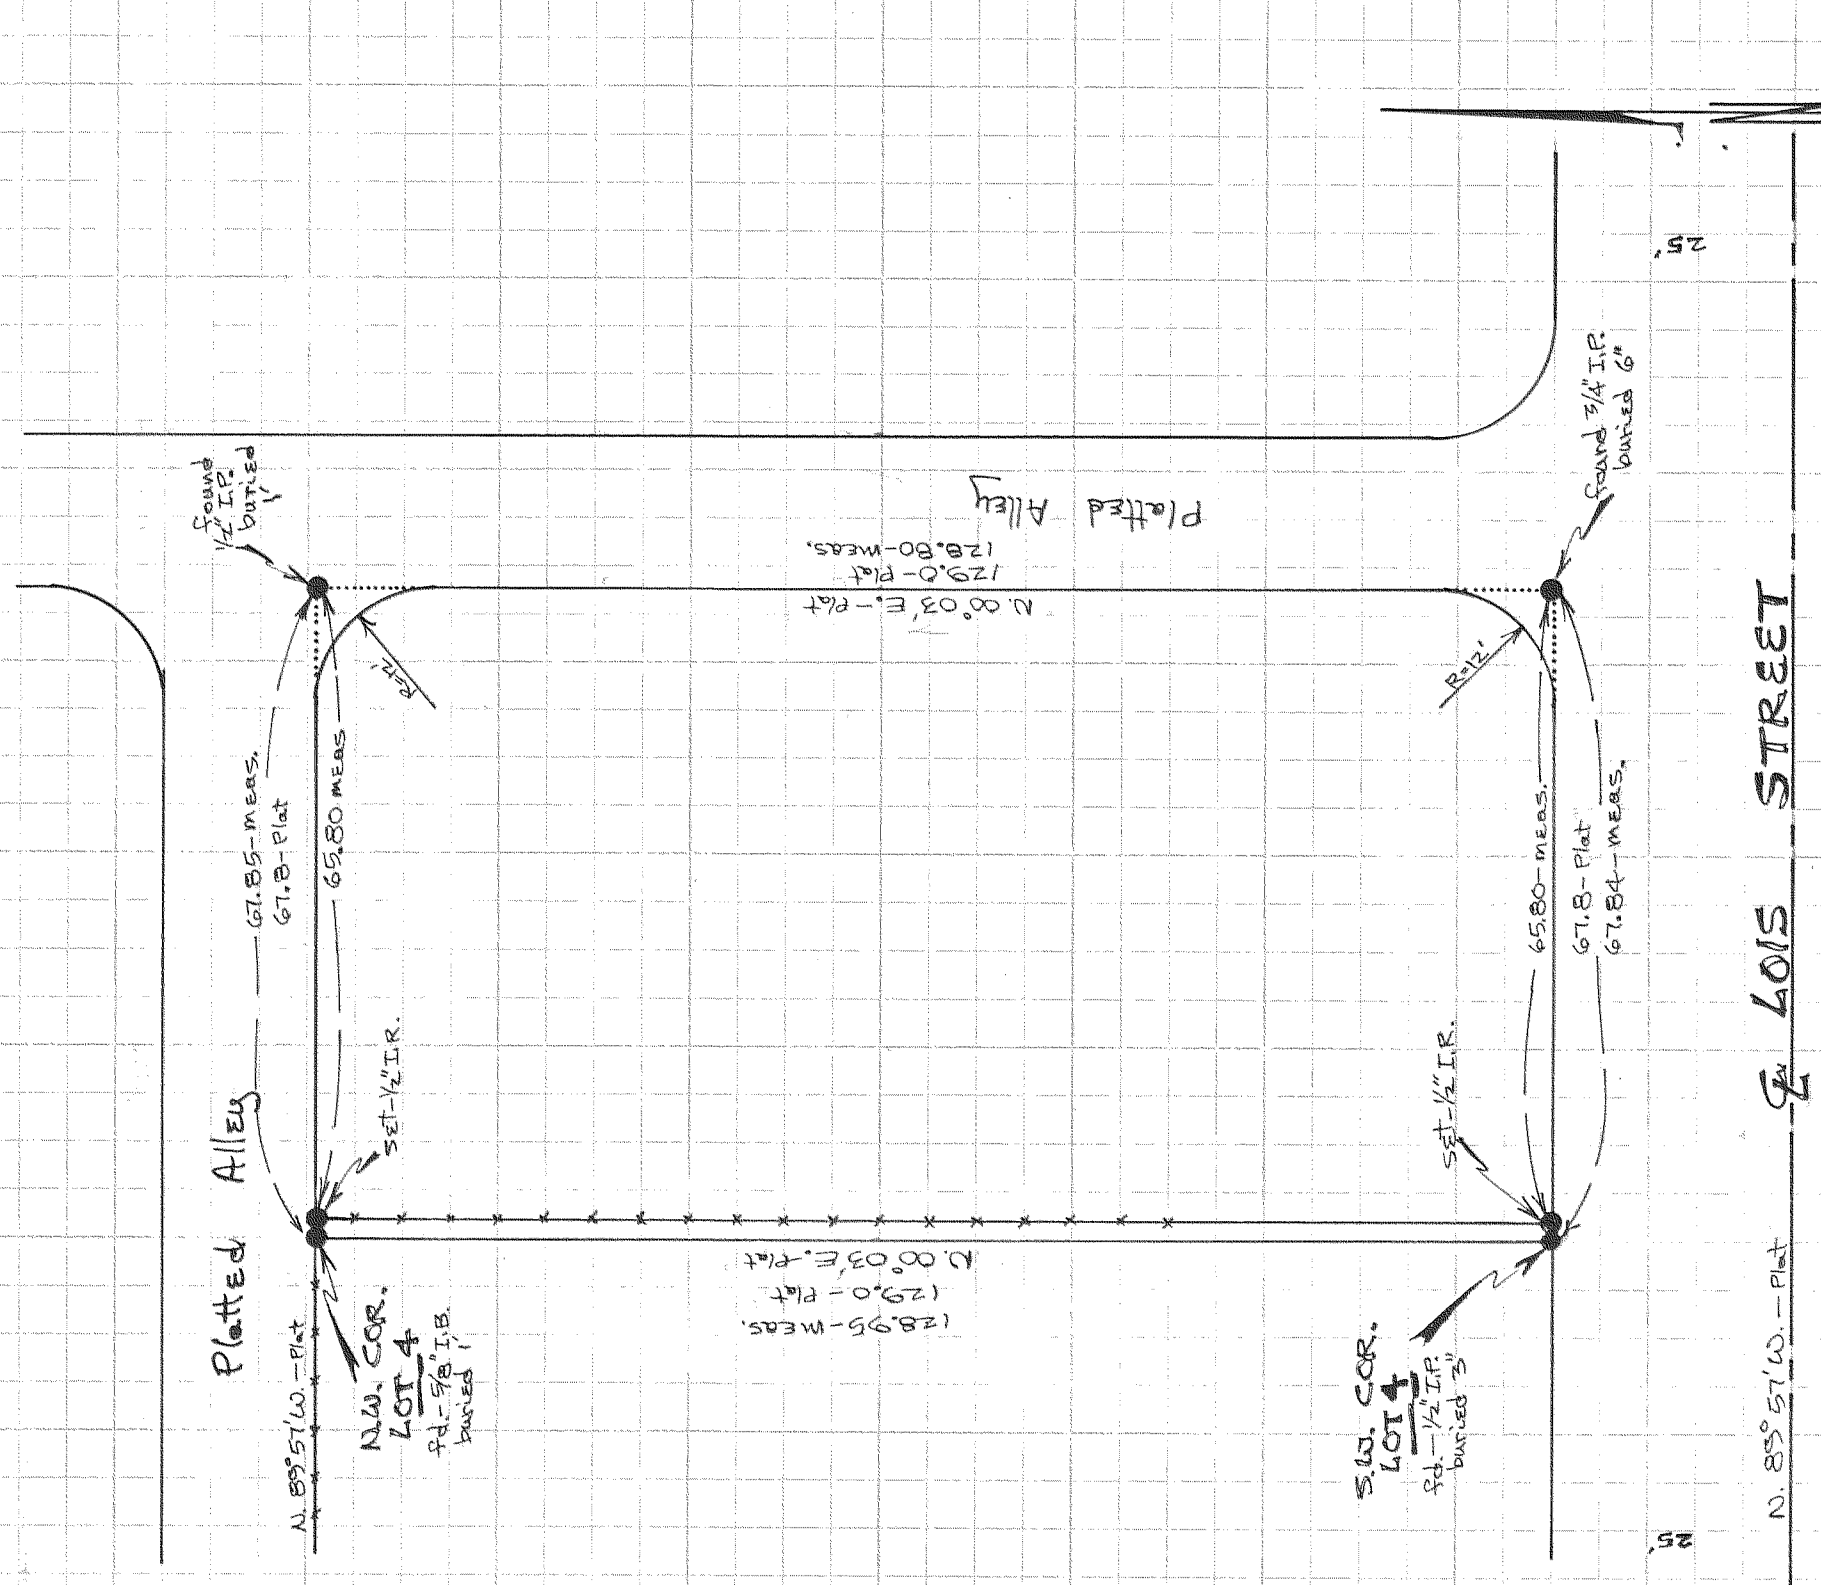 25'
found 3/4" I.P.
buried 6"
found
1/2" I.P.
buried
1'
Platted Alley
128.80-meas.
129.0-Plat
N. 00° 03' E.-Plat
R=12'
R=12'
67.85-meas.
67.8-Plat
65.80 meas
65.80-meas.
67.8-Plat
67.84-meas.
℄ LOIS STREET
Set-1/2" I.R.
Set-1/2" I.R.
Platted Alley
N. 00° 03' E.-Plat
129.0-Plat
128.95-meas.
N. 89° 57' W.-Plat
N.W. COR.
LOT 4
fd.-5/8" I.B.
buried 1'
S.W. COR.
LOT 4
fd.-1/2" I.P.
buried 3"
N. 89° 57' W.-Plat
25'